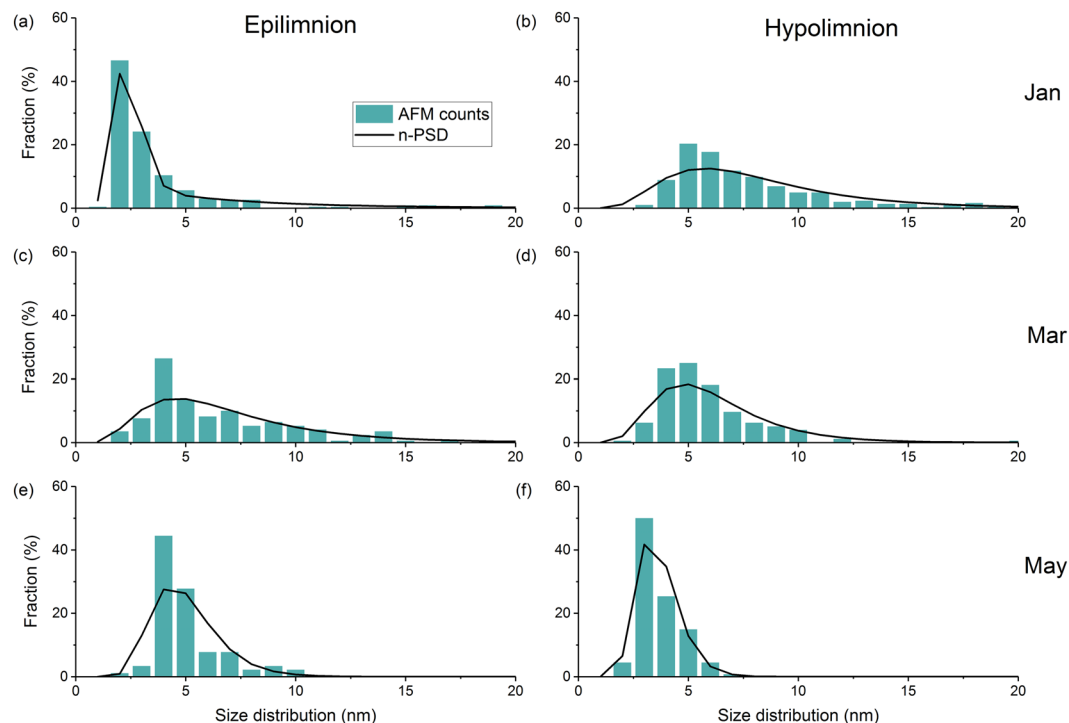 (a)
Epilimnion
(b)
Hypolimnion
Jan
Fraction (%)
60
40
20
0
AFM counts
n-PSD
0 5 10 15 20
60
40
20
0
0 5 10 15 20
(c)
(d)
Mar
Fraction (%)
60
40
20
0
0 5 10 15 20
60
40
20
0
0 5 10 15 20
(e)
(f)
May
Fraction (%)
60
40
20
0
0 5 10 15 20
Size distribution (nm)
60
40
20
0
0 5 10 15 20
Size distribution (nm)